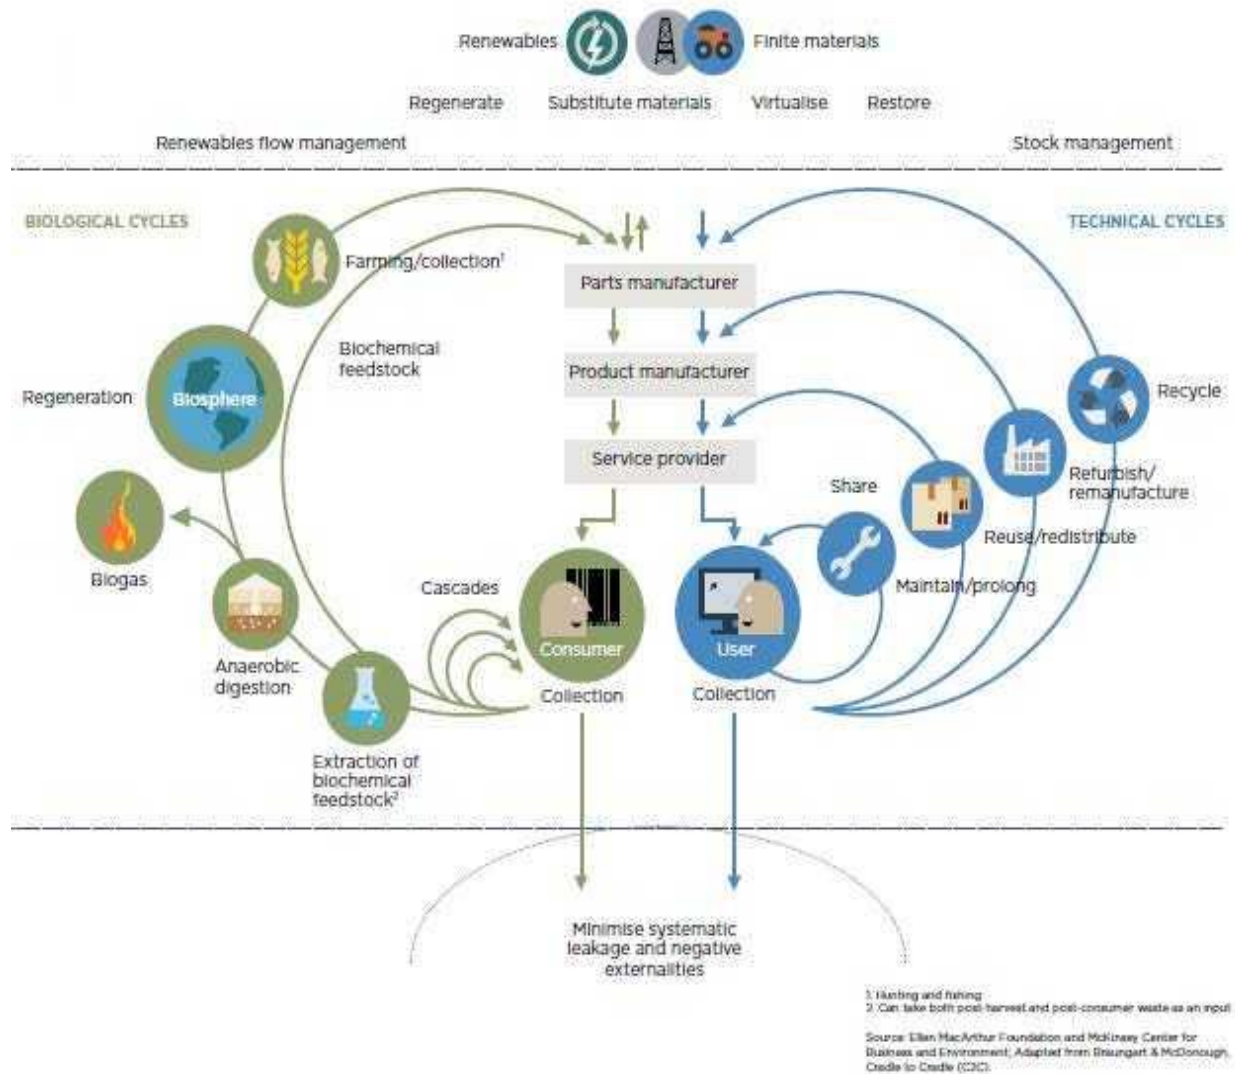 Renewables
Finite materials
Regenerate Substitute materials Virtualise Restore
Renewables flow management
Stock management
BIOLOGICAL CYCLES
TECHNICAL CYCLES
Farming/collection¹
Parts manufacturer
Biochemical
feedstock
Product manufacturer
Regeneration
Biosphere
Recycle
Service provider
Refurbish/
remanufacture
Share
Reuse/redistribute
Biogas
Cascades
Maintain/prolong
Consumer
User
Anaerobic
digestion
Collection
Collection
Extraction of
biochemical
feedstock²
Minimise systematic
leakage and negative
externalities
1. Hunting and fishing
2. Can take both post-harvest and post-consumer waste as an input
Source: Ellen MacArthur Foundation and McKinsey Center for
Business and Environment; Adapted from Braungart & McDonough,
Cradle to Cradle (C2C).